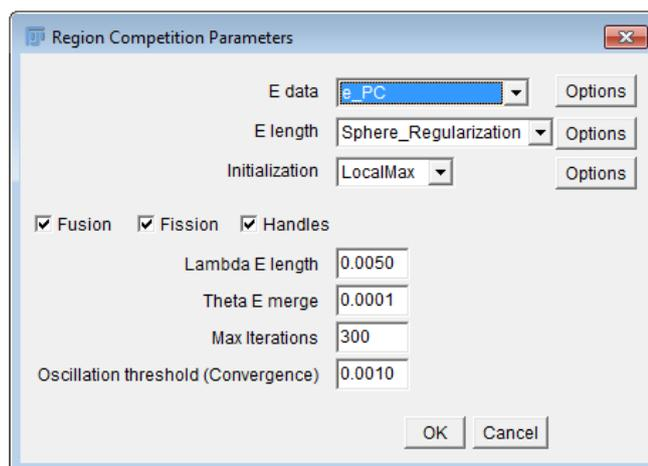 Region Competition Parameters
E data e_PC Options
E length Sphere_Regularization Options
Initialization LocalMax Options
Fusion Fission Handles
Lambda E length 0.0050
Theta E merge 0.0001
Max Iterations 300
Oscillation threshold (Convergence) 0.0010
OK Cancel